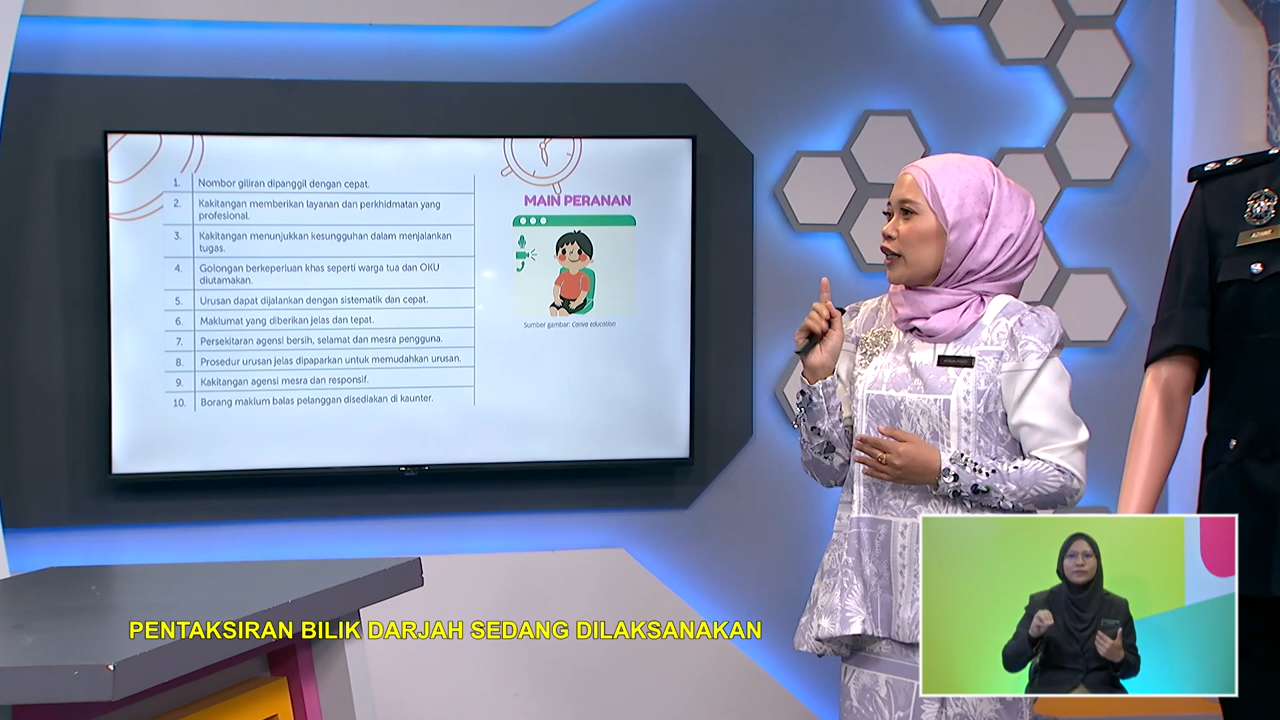 1. Nombor giliran dipanggil dengan cepat.
2. Kakitangan memberikan layanan dan perkhidmatan yang
profesional.
3. Kakitangan menunjukkan kesungguhan dalam menjalankan
tugas.
4. Golongan berkeperluan khas seperti warga tua dan OKU
diutamakan.
5. Urusan dapat dijalankan dengan sistematik dan cepat.
6. Maklumat yang diberikan jelas dan tepat.
7. Persekitaran agensi bersih, selamat dan mesra pengguna.
8. Prosedur urusan jelas dipaparkan untuk memudahkan urusan.
9. Kakitangan agensi mesra dan responsif.
10. Borang maklum balas pelanggan disediakan di kaunter.
MAIN PERANAN
Sumber gambar: Canva education
PENTAKSIRAN BILIK DARJAH SEDANG DILAKSANAKAN